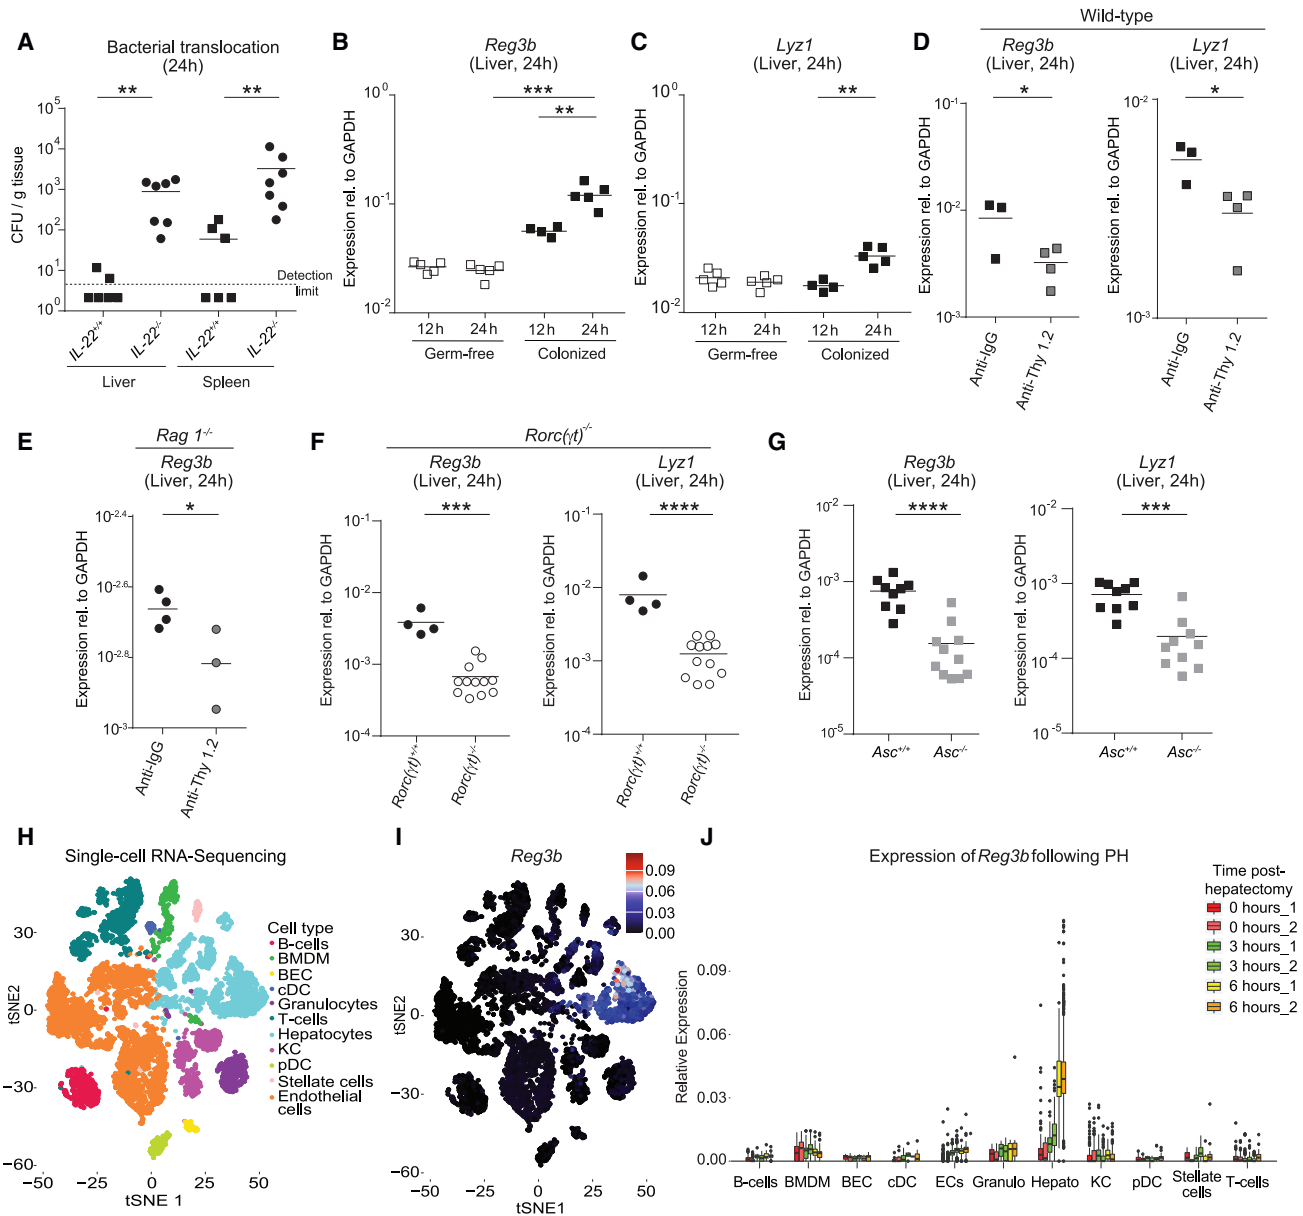 A
Bacterial translocation
(24h)
**
**
CFU / g tissue
10^5
10^4
10^3
10^2
10^1
10^0
Detection
limit
IL-22^+/+
IL-22^-/-
IL-22^+/+
IL-22^-/-
Liver
Spleen
B
Reg3b
(Liver, 24h)
***
**
Expression rel. to GAPDH
10^0
10^-1
10^-2
12h
24h
12h
24h
Germ-free
Colonized
C
Lyz1
(Liver, 24h)
**
Expression rel. to GAPDH
10^0
10^-1
10^-2
12h
24h
12h
24h
Germ-free
Colonized
D
Wild-type
Reg3b
(Liver, 24h)
*
Expression rel. to GAPDH
10^-1
10^-2
10^-3
Anti-IgG
Anti-Thy 1.2
Lyz1
(Liver, 24h)
*
Expression rel. to GAPDH
10^-2
10^-3
Anti-IgG
Anti-Thy 1.2
E
Rag 1^-/-
Reg3b
(Liver, 24h)
*
Expression rel. to GAPDH
10^-2.4
10^-2.6
10^-2.8
10^-3
Anti-IgG
Anti-Thy 1.2
F
Rorc(γt)^-/-
Reg3b
(Liver, 24h)
***
Expression rel. to GAPDH
10^-1
10^-2
10^-3
10^-4
Rorc(γt)^+/+
Rorc(γt)^-/-
Lyz1
(Liver, 24h)
****
Expression rel. to GAPDH
10^-1
10^-2
10^-3
10^-4
Rorc(γt)^+/+
Rorc(γt)^-/-
G
Reg3b
(Liver, 24h)
****
Expression rel. to GAPDH
10^-2
10^-3
10^-4
10^-5
Asc^+/+
Asc^-/-
Lyz1
(Liver, 24h)
***
Expression rel. to GAPDH
10^-2
10^-3
10^-4
10^-5
Asc^+/+
Asc^-/-
H
Single-cell RNA-Sequencing
tSNE2
30-
0-
−30-
−60-
−50
−25
0
25
50
tSNE 1
Cell type
B-cells
BMDM
BEC
cDC
Granulocytes
T-cells
Hepatocytes
KC
pDC
Stellate cells
Endothelial
cells
I
Reg3b
0.09
0.06
0.03
0.00
tSNE2
30-
0-
−30-
−60-
−50
−25
0
25
50
tSNE1
J
Expression of Reg3b following PH
Relative Expression
0.09
0.06
0.03
0.00
B-cells
BMDM
BEC
cDC
ECs
Granulo
Hepato
KC
pDC
Stellate
cells
T-cells
Time post-
hepatectomy
0 hours_1
0 hours_2
3 hours_1
3 hours_2
6 hours_1
6 hours_2